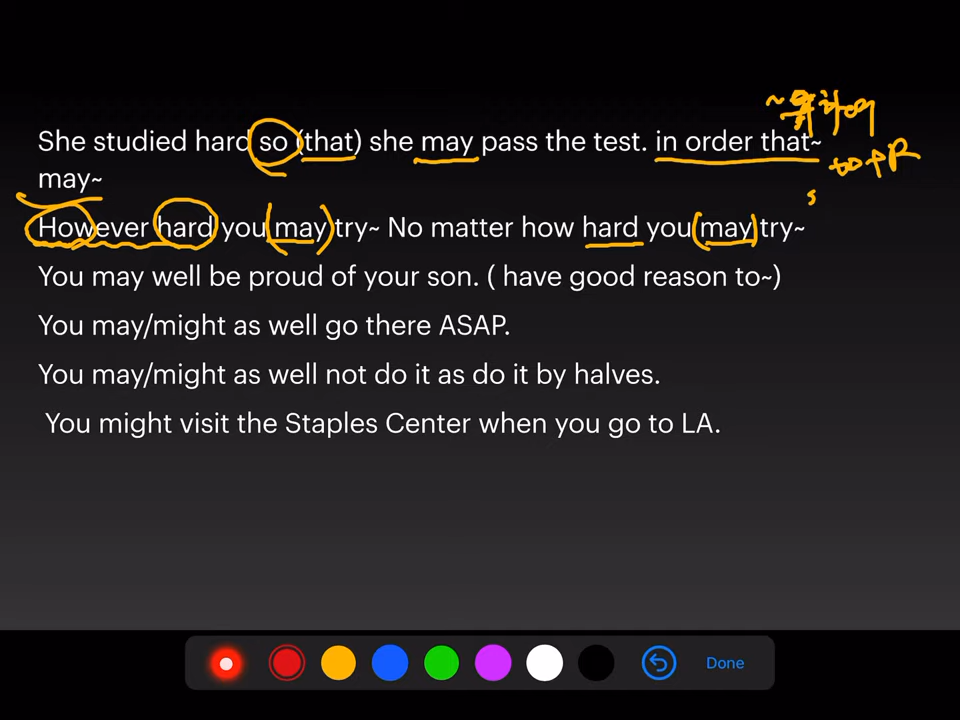 She studied hard so (that) she may pass the test. in order that~
may~
to R
However hard you may try~ No matter how hard you may try~
You may well be proud of your son. ( have good reason to~)
You may/might as well go there ASAP.
You may/might as well not do it as do it by halves.
You might visit the Staples Center when you go to LA.
Done